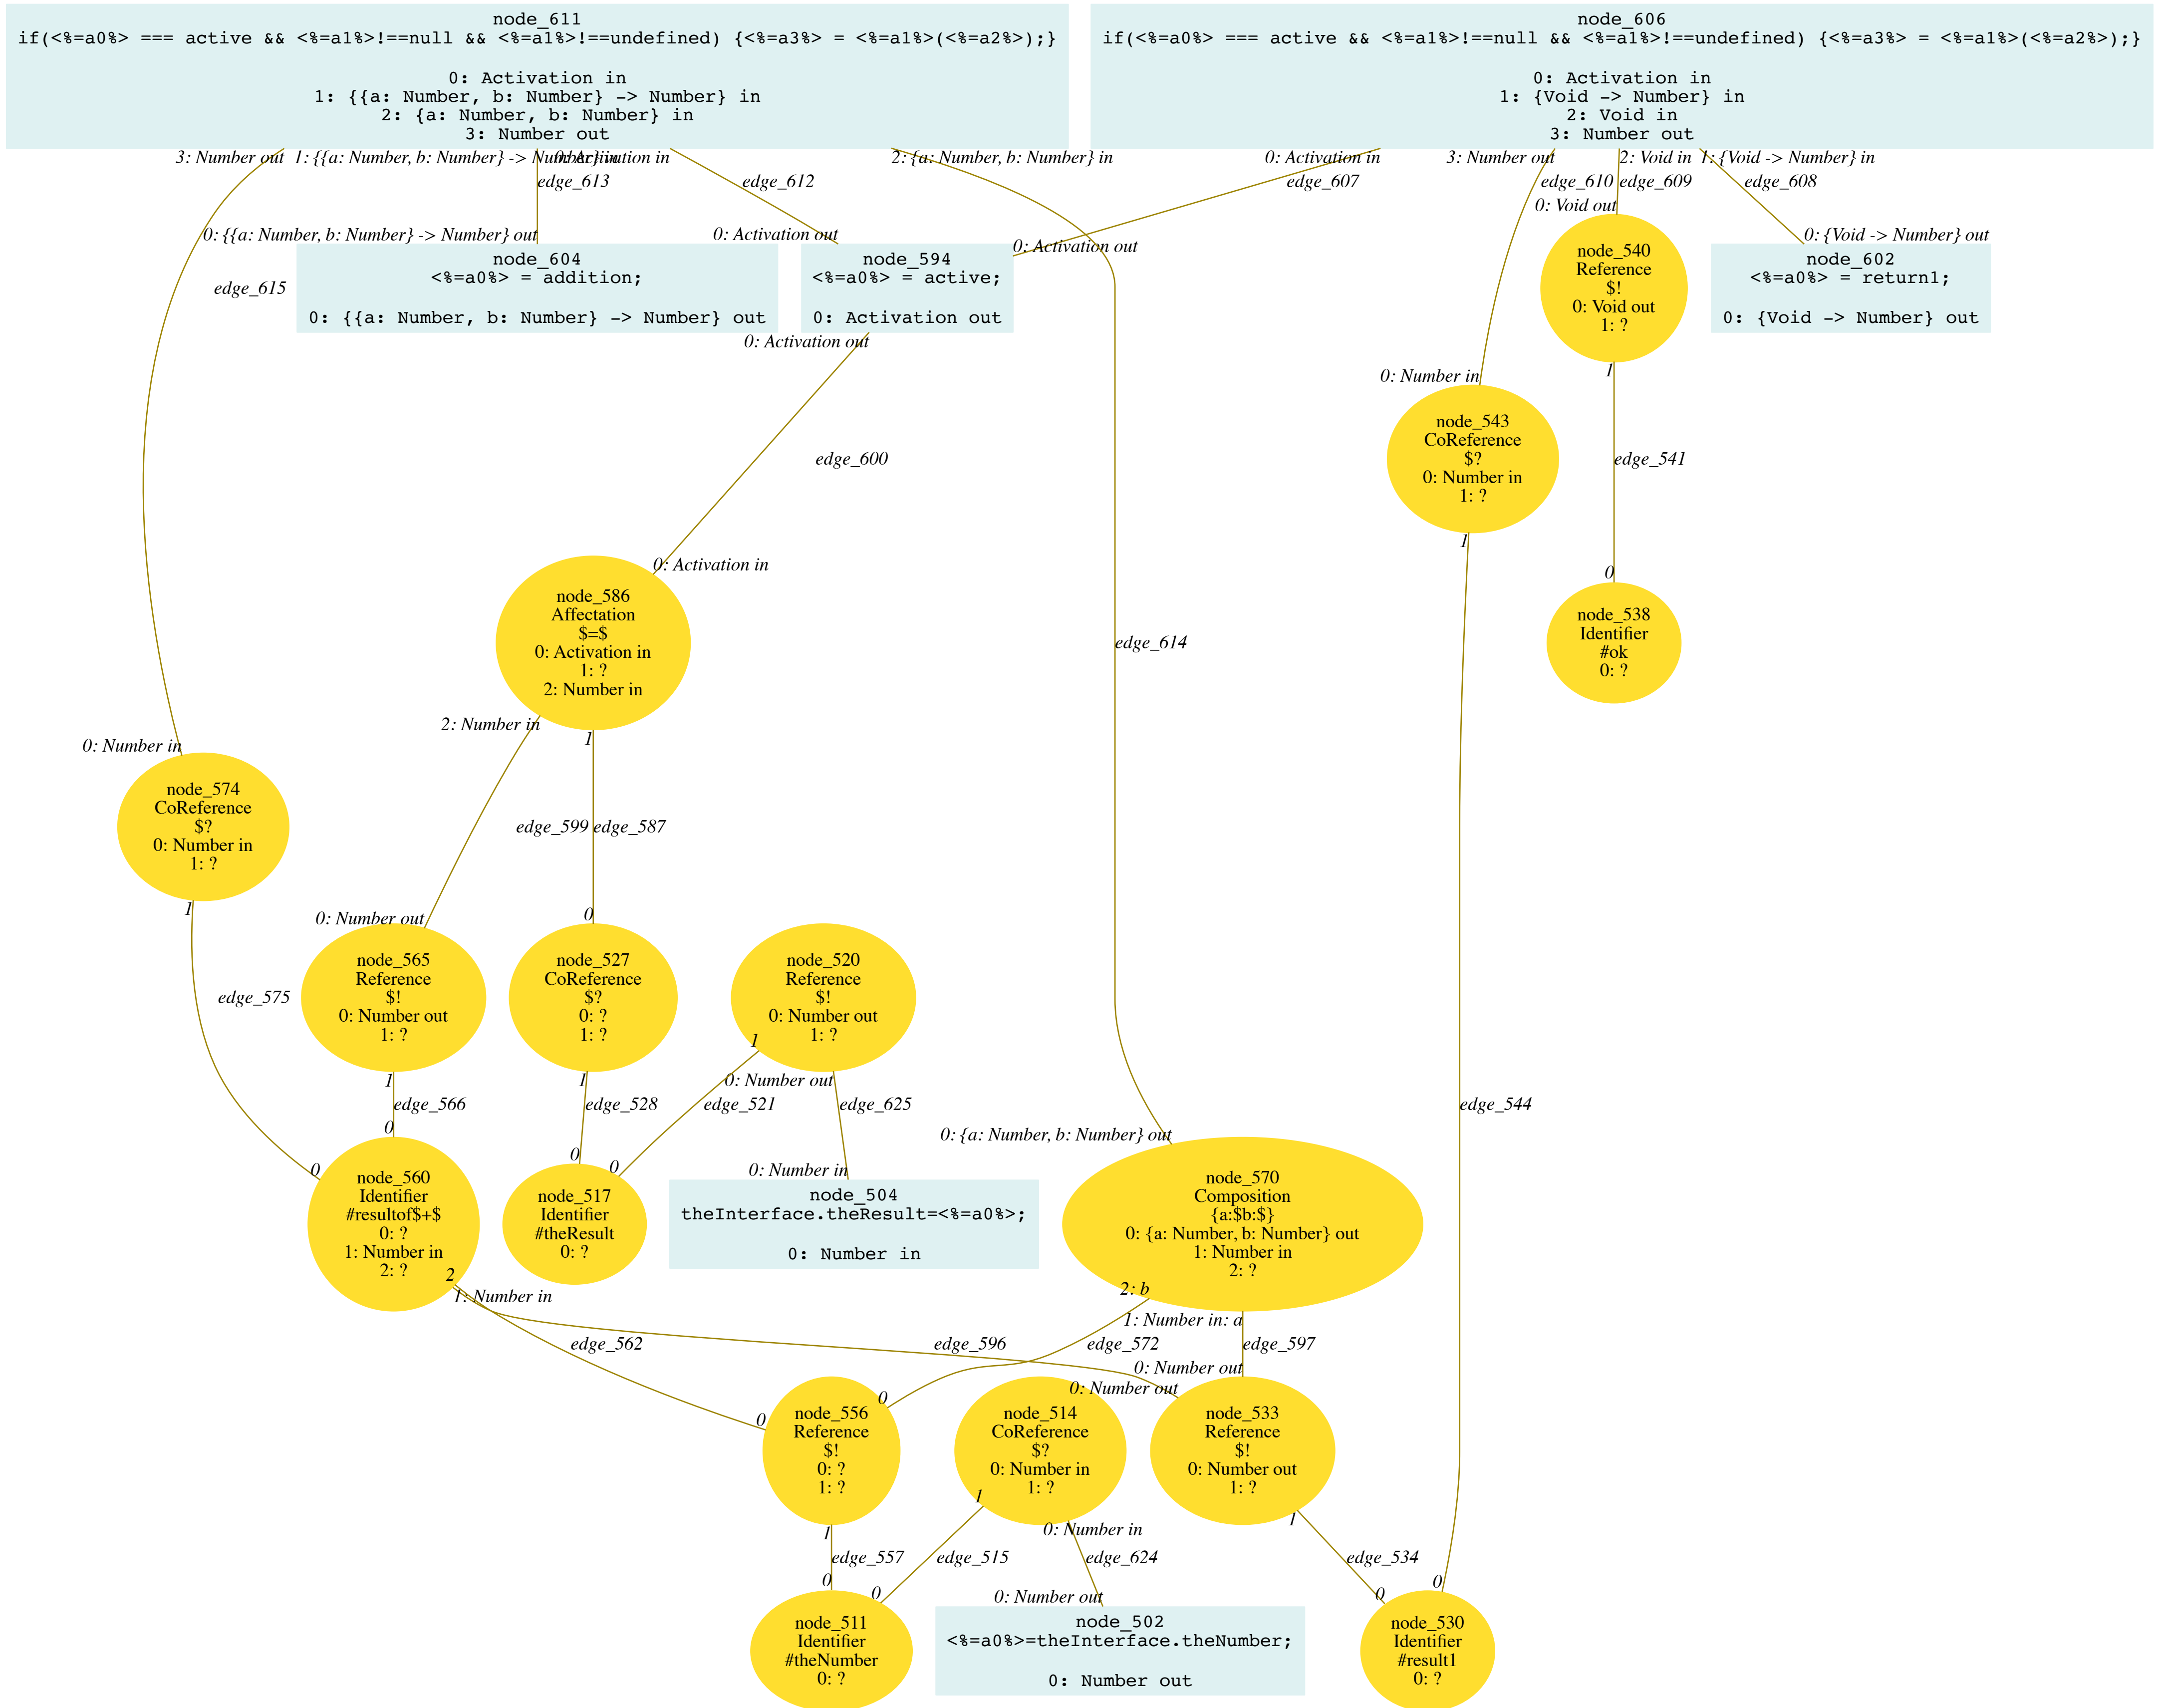 node_611
if(<%=a0%> === active && <%=a1%>!==null && <%=a1%>!==undefined) {<%=a3%> = <%=a1%>(<%=a2%>);}
0: Activation in
1: {{a: Number, b: Number} -> Number} in
2: {a: Number, b: Number} in
3: Number out
node_606
if(<%=a0%> === active && <%=a1%>!==null && <%=a1%>!==undefined) {<%=a3%> = <%=a1%>(<%=a2%>);}
0: Activation in
1: {Void -> Number} in
2: Void in
3: Number out
3: Number out
1: {{a: Number, b: Number} -> Number} in
0: Activation in
2: {a: Number, b: Number} in
0: Activation in
3: Number out
2: Void in
1: {Void -> Number} in
edge_613
edge_612
edge_607
edge_610
edge_609
edge_608
0: Void out
0: {{a: Number, b: Number} -> Number} out
0: Activation out
0: Activation out
0: {Void -> Number} out
edge_615
node_604
<%=a0%> = addition;
0: {{a: Number, b: Number} -> Number} out
node_594
<%=a0%> = active;
0: Activation out
node_540
Reference
$!
0: Void out
1: ?
node_602
<%=a0%> = return1;
0: {Void -> Number} out
0: Activation out
1
0: Number in
edge_600
node_543
CoReference
$?
0: Number in
1: ?
edge_541
1
0: Activation in
0
node_586
Affectation
$=$
0: Activation in
1: ?
2: Number in
edge_614
node_538
Identifier
#ok
0: ?
2: Number in
1
0: Number in
node_574
CoReference
$?
0: Number in
1: ?
edge_599
edge_587
1
0: Number out
0
node_565
Reference
$!
0: Number out
1: ?
node_527
CoReference
$?
0: ?
1: ?
node_520
Reference
$!
0: Number out
1: ?
edge_575
1
1
1
0: Number out
edge_566
edge_528
edge_521
edge_625
edge_544
0
0
0
0
0: Number in
0: {a: Number, b: Number} out
node_560
Identifier
#resultof$+$
0: ?
1: Number in
2: ?
node_517
Identifier
#theResult
0: ?
node_504
theInterface.theResult=<%=a0%>;
0: Number in
node_570
Composition
{a:$b:$}
0: {a: Number, b: Number} out
1: Number in
2: ?
2
1: Number in
2: b
1: Number in: a
edge_562
edge_596
edge_572
edge_597
0: Number out
0: Number out
0
0
node_556
Reference
$!
0: ?
1: ?
node_514
CoReference
$?
0: Number in
1: ?
node_533
Reference
$!
0: Number out
1: ?
1
1
0: Number in
1
edge_557
edge_515
edge_624
edge_534
0
0
0: Number out
0
0
node_511
Identifier
#theNumber
0: ?
node_502
<%=a0%>=theInterface.theNumber;
0: Number out
node_530
Identifier
#result1
0: ?